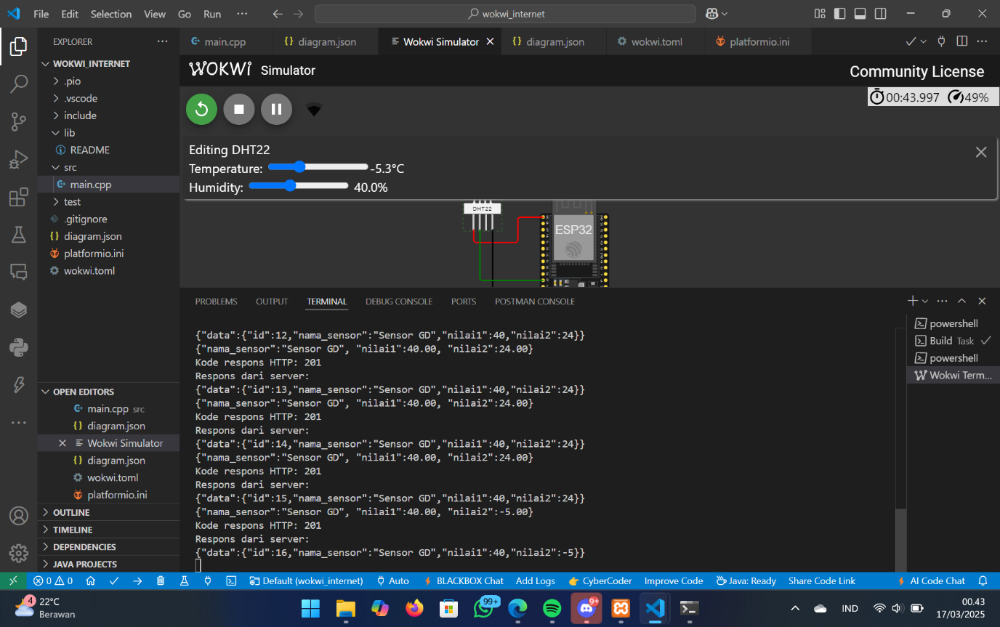 File Edit Selection View Go Run ··· wokwi_internet
EXPLORER ···
WOKWI_INTERNET
.pio
.vscode
include
lib
README
src
main.cpp
test
.gitignore
diagram.json
platformio.ini
wokwi.toml
OPEN EDITORS
main.cpp src
diagram.json
Wokwi Simulator
diagram.json
wokwi.toml
platformio.ini
OUTLINE
TIMELINE
DEPENDENCIES
JAVA PROJECTS
main.cpp diagram.json Wokwi Simulator diagram.json wokwi.toml platformio.ini
WOKWi Simulator Community License
00:43.997 49%
Editing DHT22
Temperature: -5.3°C
Humidity: 40.0%
DHT22
ESP32
PROBLEMS OUTPUT TERMINAL DEBUG CONSOLE PORTS POSTMAN CONSOLE
{"data":{"id":12,"nama_sensor":"Sensor GD","nilai1":40,"nilai2":24}}
{"nama_sensor":"Sensor GD", "nilai1":40.00, "nilai2":24.00}
Kode respons HTTP: 201
Respons dari server:
{"data":{"id":13,"nama_sensor":"Sensor GD","nilai1":40,"nilai2":24}}
{"nama_sensor":"Sensor GD", "nilai1":40.00, "nilai2":24.00}
Kode respons HTTP: 201
Respons dari server:
{"data":{"id":14,"nama_sensor":"Sensor GD","nilai1":40,"nilai2":24}}
{"nama_sensor":"Sensor GD", "nilai1":40.00, "nilai2":24.00}
Kode respons HTTP: 201
Respons dari server:
{"data":{"id":15,"nama_sensor":"Sensor GD","nilai1":40,"nilai2":24}}
{"nama_sensor":"Sensor GD", "nilai1":40.00, "nilai2":-5.00}
Kode respons HTTP: 201
Respons dari server:
{"data":{"id":16,"nama_sensor":"Sensor GD","nilai1":40,"nilai2":-5}}
powershell
Build Task
powershell
Wokwi Term...
0 0 Default (wokwi_internet) Auto BLACKBOX Chat Add Logs CyberCoder Improve Code Java: Ready Share Code Link AI Code Chat
4 22°C
Berawan
99+
9+
IND
00.43
17/03/2025